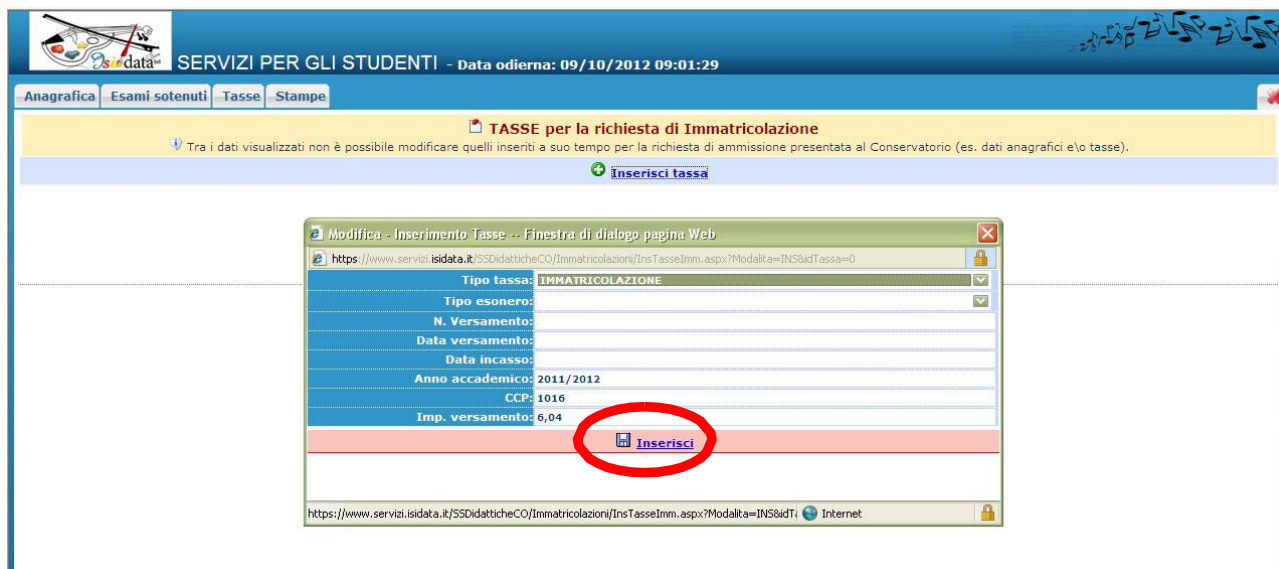 Isidata™ SERVIZI PER GLI STUDENTI - Data odierna: 09/10/2012 09:01:29
Anagrafica Esami sotenuti Tasse Stampe
TASSE per la richiesta di Immatricolazione
Tra i dati visualizzati non è possibile modificare quelli inseriti a suo tempo per la richiesta di ammissione presentata al Conservatorio (es. dati anagrafici e\o tasse).
Inserisci tassa
Modifica - Inserimento Tasse -- Finestra di dialogo pagina Web
https://www.servizi.isidata.it/SSDidatticheCO/Immatricolazioni/InsTasseImm.aspx?Modalita=INS&idTassa=0
Tipo tassa: IMMATRICOLAZIONE
Tipo esonero:
N. Versamento:
Data versamento:
Data incasso:
Anno accademico: 2011/2012
CCP: 1016
Imp. versamento: 6,04
Inserisci
https://www.servizi.isidata.it/SSDidatticheCO/Immatricolazioni/InsTasseImm.aspx?Modalita=INS&idT Internet